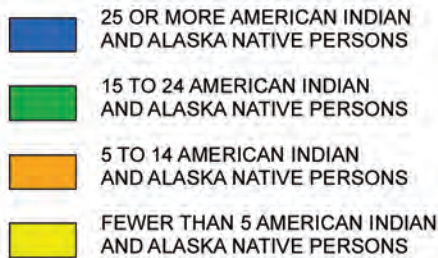 25 OR MORE AMERICAN INDIAN
AND ALASKA NATIVE PERSONS
15 TO 24 AMERICAN INDIAN
AND ALASKA NATIVE PERSONS
5 TO 14 AMERICAN INDIAN
AND ALASKA NATIVE PERSONS
FEWER THAN 5 AMERICAN INDIAN
AND ALASKA NATIVE PERSONS